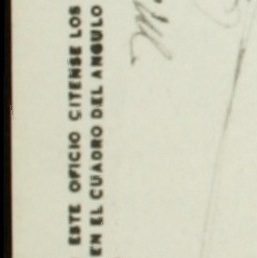 ESTE OFICIO CITENSE LOS
EN EL CUADRO DEL ANGULO